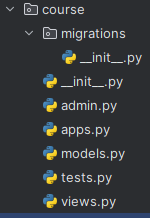 course
migrations
__init__.py
__init__.py
admin.py
apps.py
models.py
tests.py
views.py